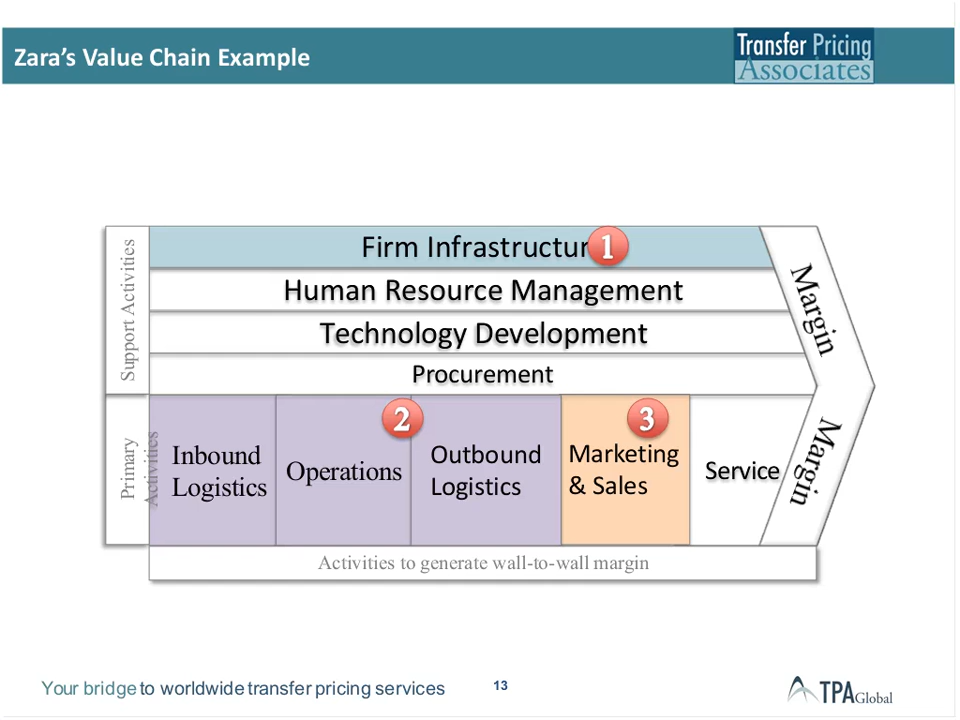 Zara's Value Chain Example
Transfer Pricing
Associates
Support Activities
Firm Infrastructur
1
Human Resource Management
Technology Development
Procurement
Margin
Primary
Activities
Inbound
Logistics
Operations
2
Outbound
Logistics
3
Marketing
& Sales
Service
Margin
Activities to generate wall-to-wall margin
Your bridge to worldwide transfer pricing services
13
TPA Global